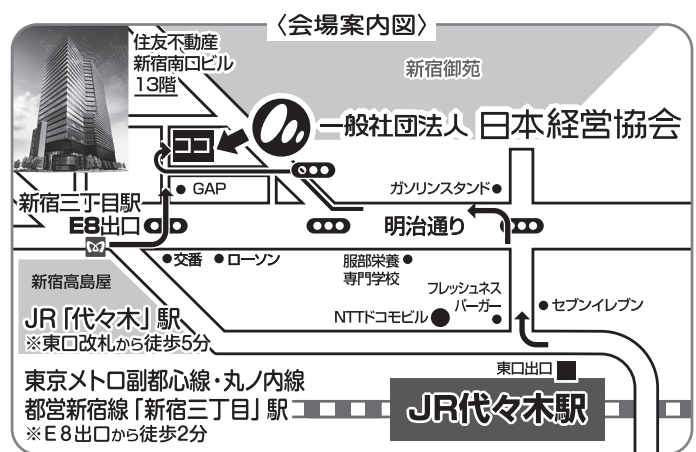 〈会場案内図〉
住友不動産
新宿南口ビル
13階
新宿御苑
一般社団法人 日本経営協会
ココ
GAP
ガソリンスタンド
新宿三丁目駅
E8出口
明治通り
交番
ローソン
服部栄養
専門学校
新宿高島屋
フレッシュネス
バーガー
セブンイレブン
NTTドコモビル
JR「代々木」駅
※東口改札から徒歩5分
東口出口
東京メトロ副都心線・丸ノ内線
都営新宿線「新宿三丁目」駅
※E8出口から徒歩2分
JR代々木駅